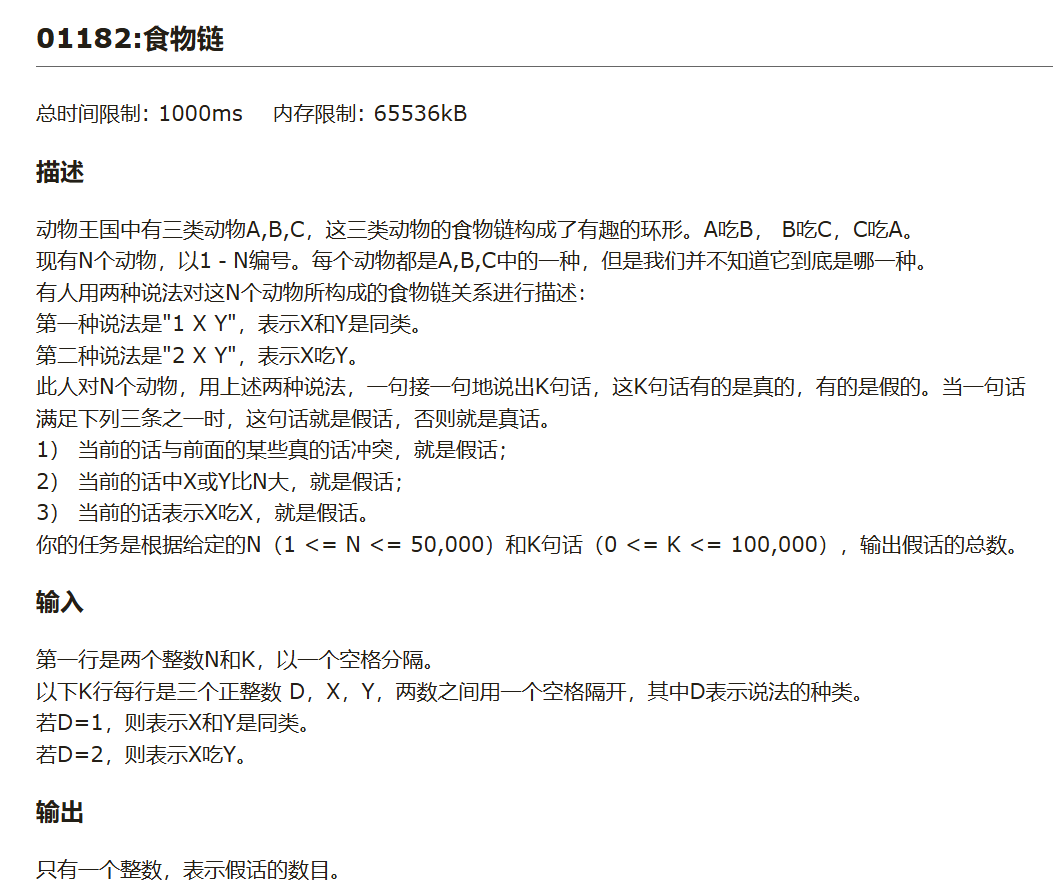 01182:食物链
总时间限制: 1000ms 内存限制: 65536kB
描述
动物王国中有三类动物A,B,C，这三类动物的食物链构成了有趣的环形。A吃B， B吃C，C吃A。
现有N个动物，以1－N编号。每个动物都是A,B,C中的一种，但是我们并不知道它到底是哪一种。
有人用两种说法对这N个动物所构成的食物链关系进行描述：
第一种说法是"1 X Y"，表示X和Y是同类。
第二种说法是"2 X Y"，表示X吃Y。
此人对N个动物，用上述两种说法，一句接一句地说出K句话，这K句话有的是真的，有的是假的。当一句话
满足下列三条之一时，这句话就是假话，否则就是真话。
1） 当前的话与前面的某些真的话冲突，就是假话；
2） 当前的话中X或Y比N大，就是假话；
3） 当前的话表示X吃X，就是假话。
你的任务是根据给定的N（1 <= N <= 50,000）和K句话（0 <= K <= 100,000），输出假话的总数。
输入
第一行是两个整数N和K，以一个空格分隔。
以下K行每行是三个正整数 D，X，Y，两数之间用一个空格隔开，其中D表示说法的种类。
若D=1，则表示X和Y是同类。
若D=2，则表示X吃Y。
输出
只有一个整数，表示假话的数目。